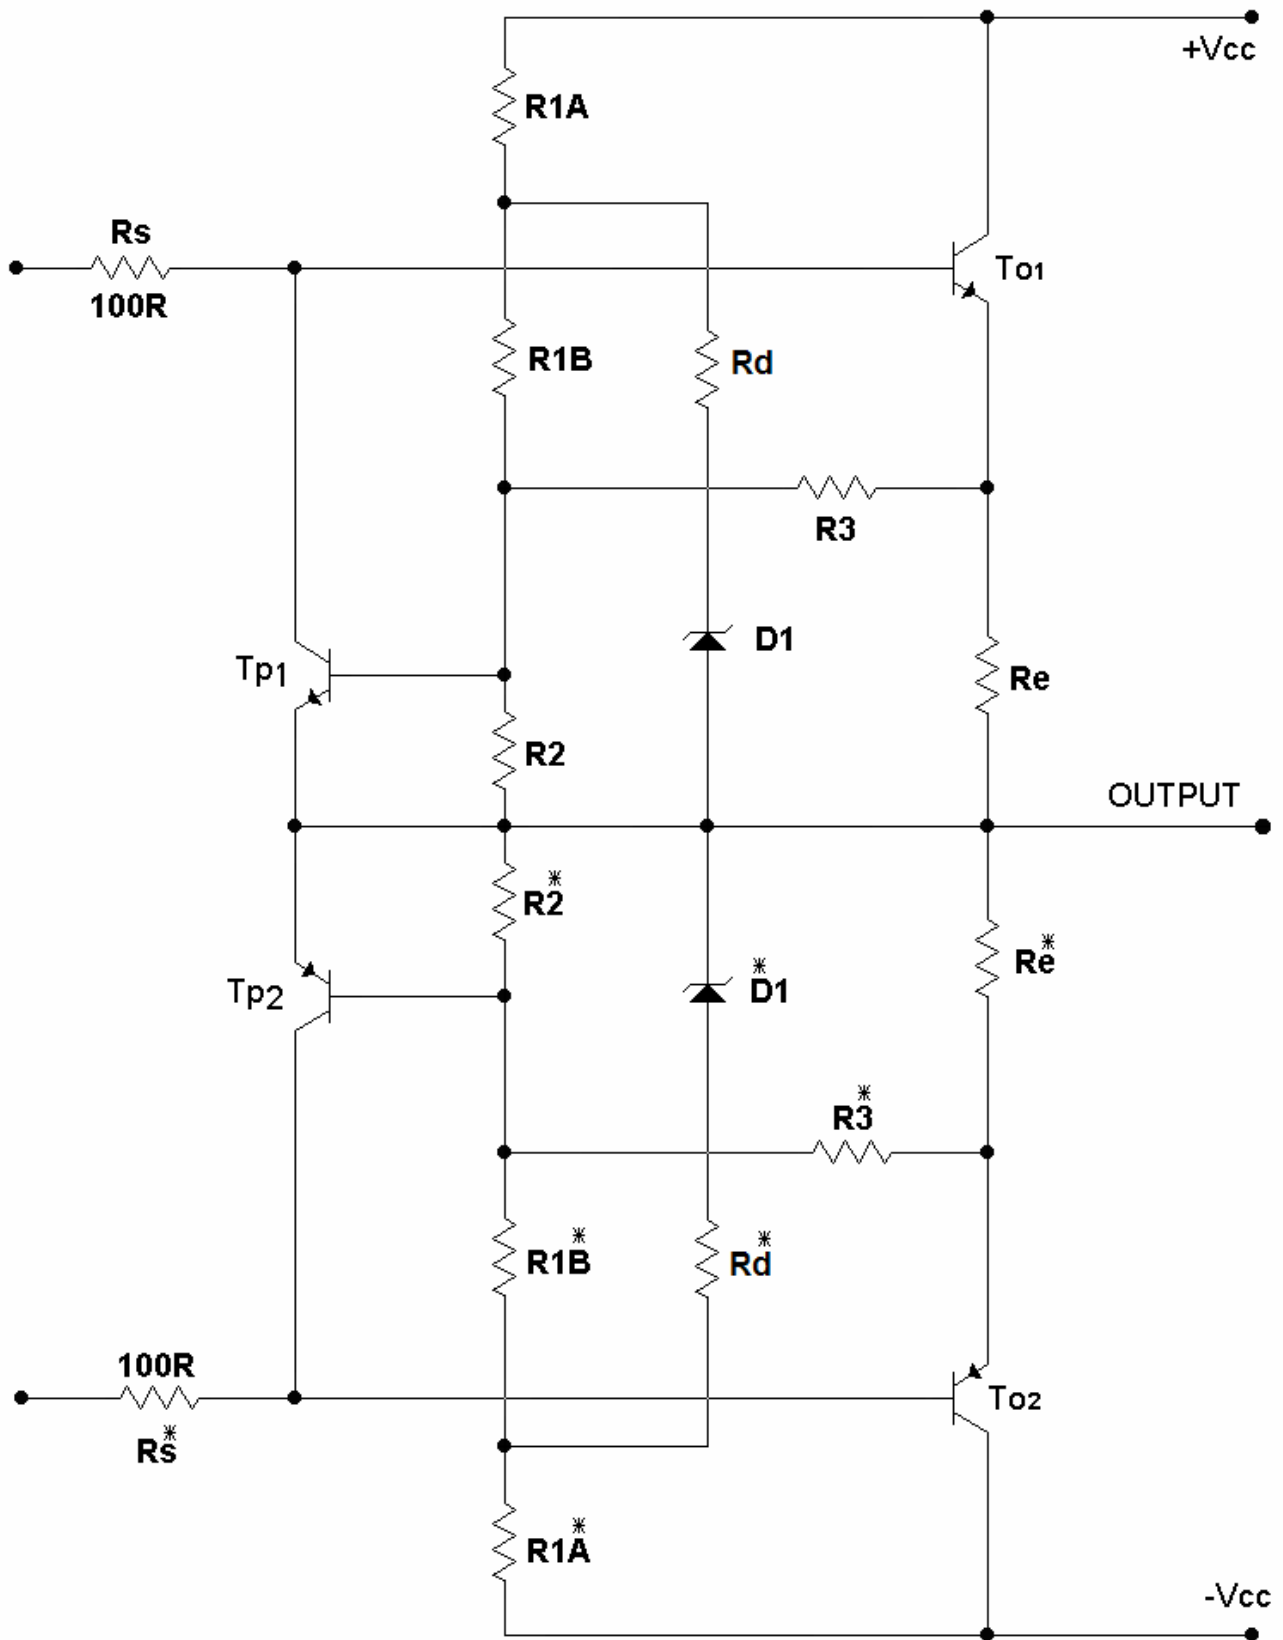 +Vcc
R1A
Rs
100R
To1
R1B
Rd
R3
D1
Tp1
Re
R2
OUTPUT
R2*
Re*
Tp2
D1*
R3*
R1B*
Rd*
100R
Rs*
To2
R1A*
-Vcc